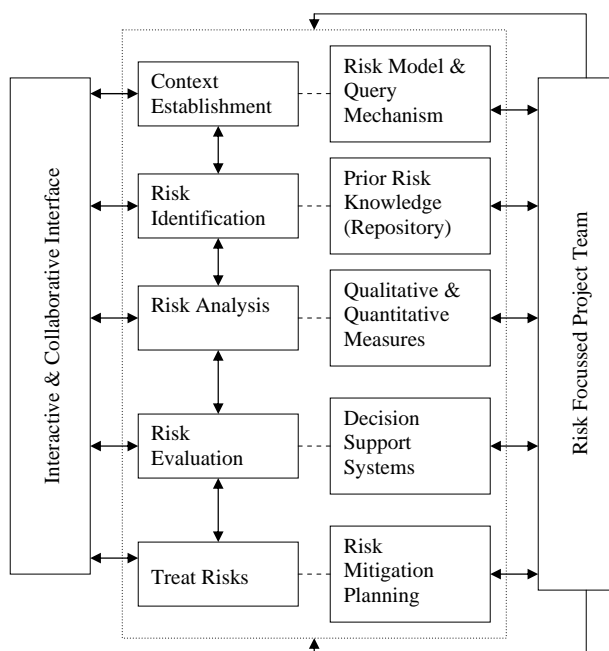 Interactive & Collaborative Interface
Context
Establishment
Risk Model &
Query
Mechanism
Risk
Identification
Prior Risk
Knowledge
(Repository)
Risk Analysis
Qualitative &
Quantitative
Measures
Risk
Evaluation
Decision
Support
Systems
Treat Risks
Risk
Mitigation
Planning
Risk Focussed Project Team